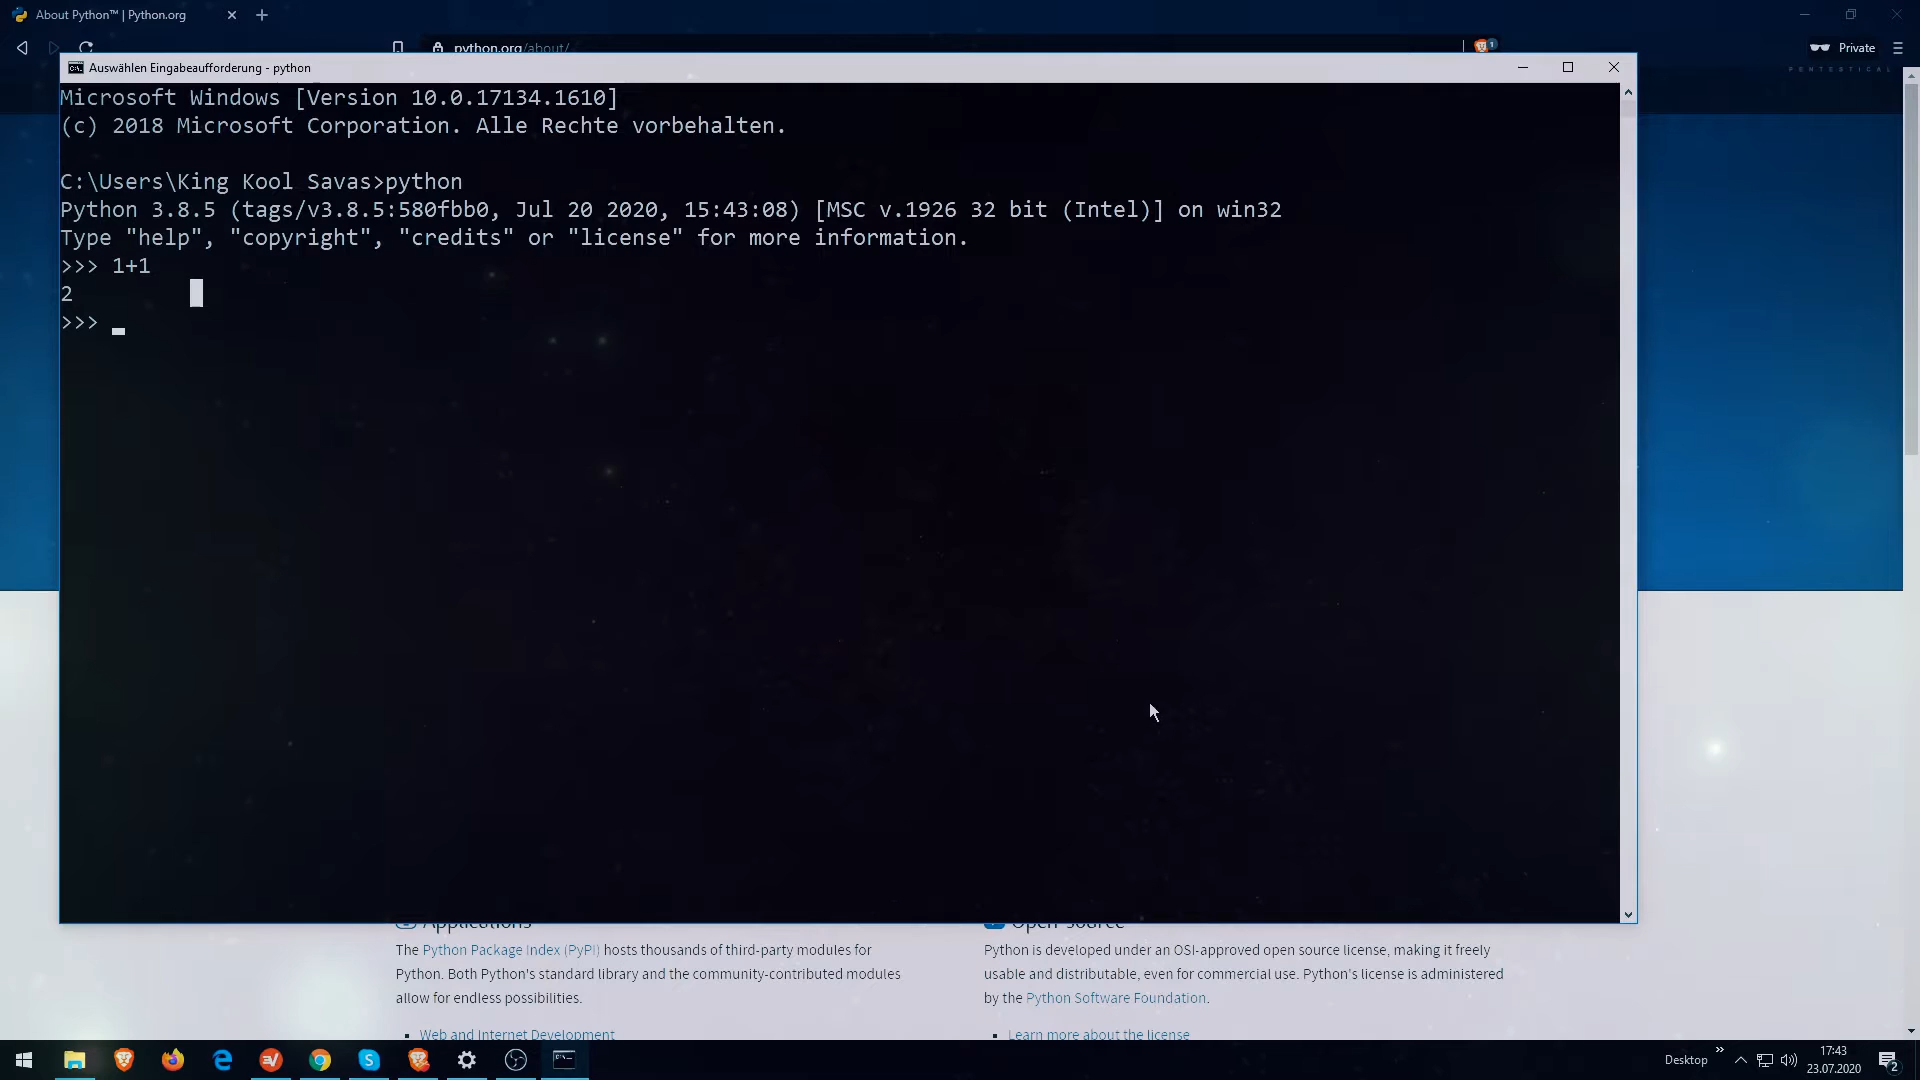 About Python™ | Python.org
python.org/about/
1
Private
Auswählen Eingabeaufforderung - python
Microsoft Windows [Version 10.0.17134.1610]
(c) 2018 Microsoft Corporation. Alle Rechte vorbehalten.
C:\Users\King Kool Savas>python
Python 3.8.5 (tags/v3.8.5:580fbb0, Jul 20 2020, 15:43:08) [MSC v.1926 32 bit (Intel)] on win32
Type "help", "copyright", "credits" or "license" for more information.
>>> 1+1
2
>>>
Applications
The Python Package Index (PyPI) hosts thousands of third-party modules for
Python. Both Python's standard library and the community-contributed modules
allow for endless possibilities.
Web and Internet Development
Open-source
Python is developed under an OSI-approved open source license, making it freely
usable and distributable, even for commercial use. Python's license is administered
by the Python Software Foundation.
Learn more about the license
Desktop
17:43
23.07.2020
2